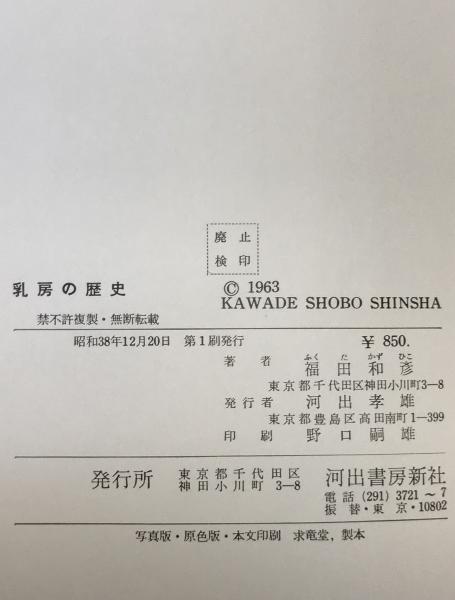 廃止
検印
乳房の歴史
© 1963
KAWADE SHOBO SHINSHA
禁不許複製・無断転載
昭和38年12月20日 第1刷発行
¥ 850.
ふく た かず ひこ
著者 福田和彦
東京都千代田区神田小川町3—8
発行者 河出孝雄
東京都豊島区高田南町1—399
印刷 野口嗣雄
発行所 東京都千代田区 河出書房新社
神田小川町 3—8
電話 (291) 3721〜7
振替・東京・10802
写真版・原色版・本文印刷 求竜堂, 製本